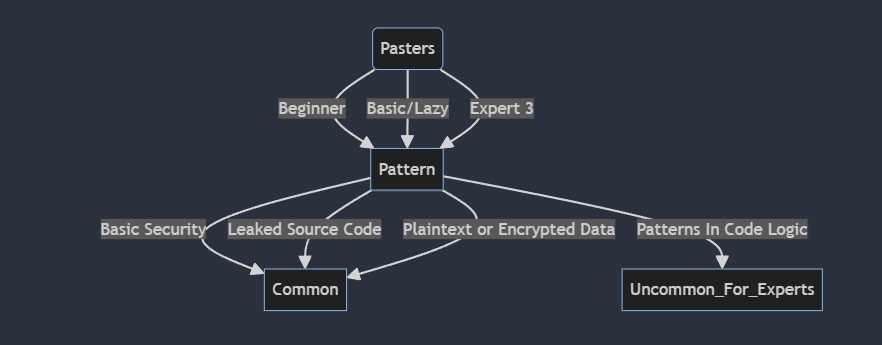 Pasters
Beginner
Basic/Lazy
Expert 3
Pattern
Basic Security
Leaked Source Code
Plaintext or Encrypted Data
Patterns In Code Logic
Common
Uncommon_For_Experts